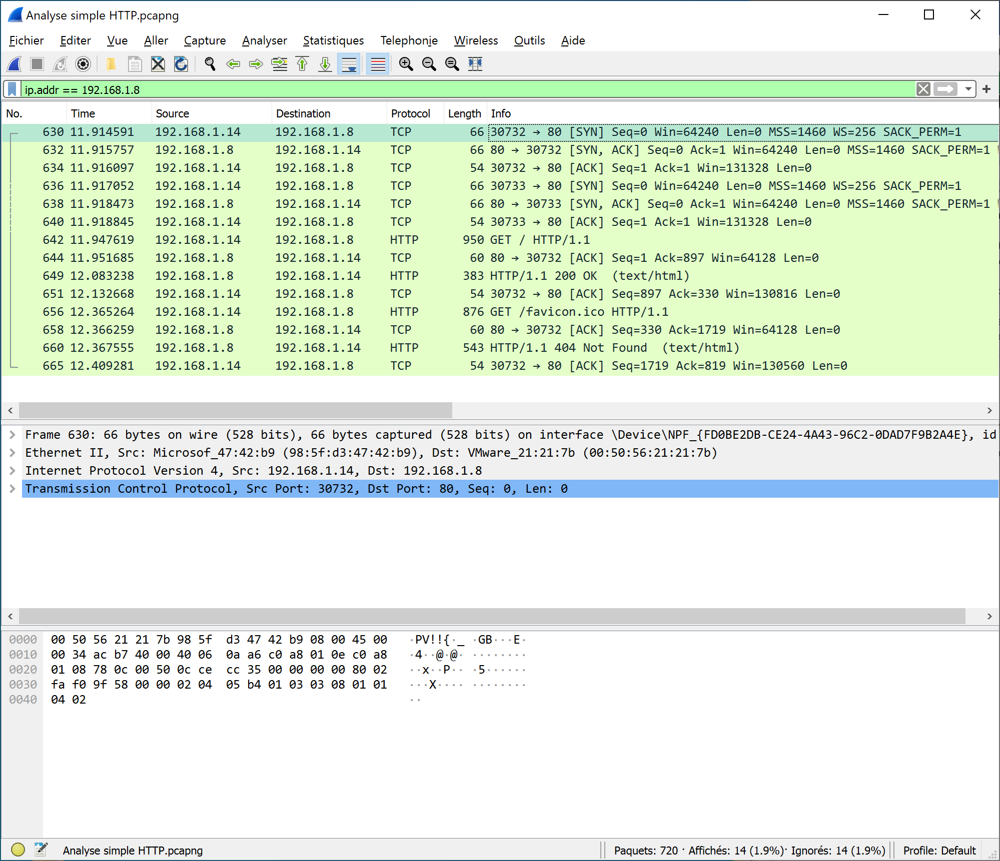 Analyse simple HTTP.pcapng
Fichier Editer Vue Aller Capture Analyser Statistiques Telephonie Wireless Outils Aide
ip.addr == 192.168.1.8
No. Time Source Destination Protocol Length Info
630 11.914591 192.168.1.14 192.168.1.8 TCP 66 30732 → 80 [SYN] Seq=0 Win=64240 Len=0 MSS=1460 WS=256 SACK_PERM=1
632 11.915757 192.168.1.8 192.168.1.14 TCP 66 80 → 30732 [SYN, ACK] Seq=0 Ack=1 Win=64240 Len=0 MSS=1460 SACK_PERM=1
634 11.916097 192.168.1.14 192.168.1.8 TCP 54 30732 → 80 [ACK] Seq=1 Ack=1 Win=131328 Len=0
636 11.917052 192.168.1.14 192.168.1.8 TCP 66 30733 → 80 [SYN] Seq=0 Win=64240 Len=0 MSS=1460 WS=256 SACK_PERM=1
638 11.918473 192.168.1.8 192.168.1.14 TCP 66 80 → 30733 [SYN, ACK] Seq=0 Ack=1 Win=64240 Len=0 MSS=1460 SACK_PERM=1
640 11.918845 192.168.1.14 192.168.1.8 TCP 54 30733 → 80 [ACK] Seq=1 Ack=1 Win=131328 Len=0
642 11.947619 192.168.1.14 192.168.1.8 HTTP 950 GET / HTTP/1.1
644 11.951685 192.168.1.8 192.168.1.14 TCP 60 80 → 30732 [ACK] Seq=1 Ack=897 Win=64128 Len=0
649 12.083238 192.168.1.8 192.168.1.14 HTTP 383 HTTP/1.1 200 OK (text/html)
651 12.132668 192.168.1.14 192.168.1.8 TCP 54 30732 → 80 [ACK] Seq=897 Ack=330 Win=130816 Len=0
656 12.365264 192.168.1.14 192.168.1.8 HTTP 876 GET /favicon.ico HTTP/1.1
658 12.366259 192.168.1.8 192.168.1.14 TCP 60 80 → 30732 [ACK] Seq=330 Ack=1719 Win=64128 Len=0
660 12.367555 192.168.1.8 192.168.1.14 HTTP 543 HTTP/1.1 404 Not Found (text/html)
665 12.409281 192.168.1.14 192.168.1.8 TCP 54 30732 → 80 [ACK] Seq=1719 Ack=819 Win=130560 Len=0
Frame 630: 66 bytes on wire (528 bits), 66 bytes captured (528 bits) on interface \Device\NPF_{FD0BE2DB-CE24-4A43-96C2-0DAD7F9B2A4E}, id
Ethernet II, Src: Microsof_47:42:b9 (98:5f:d3:47:42:b9), Dst: VMware_21:21:7b (00:50:56:21:21:7b)
Internet Protocol Version 4, Src: 192.168.1.14, Dst: 192.168.1.8
Transmission Control Protocol, Src Port: 30732, Dst Port: 80, Seq: 0, Len: 0
0000 00 50 56 21 21 7b 98 5f d3 47 42 b9 08 00 45 00 ·PV!!{·_ ·GB···E·
0010 00 34 ac b7 40 00 40 06 0a a6 c0 a8 01 0e c0 a8 ·4··@·@· ········
0020 01 08 78 0c 00 50 0c ce cc 35 00 00 00 00 80 02 ··x··P·· ·5······
0030 fa f0 9f 58 00 00 02 04 05 b4 01 03 03 08 01 01 ···X···· ········
0040 04 02 ··
Analyse simple HTTP.pcapng Paquets: 720 · Affichés: 14 (1.9%)· Ignorés: 14 (1.9%) Profile: Default